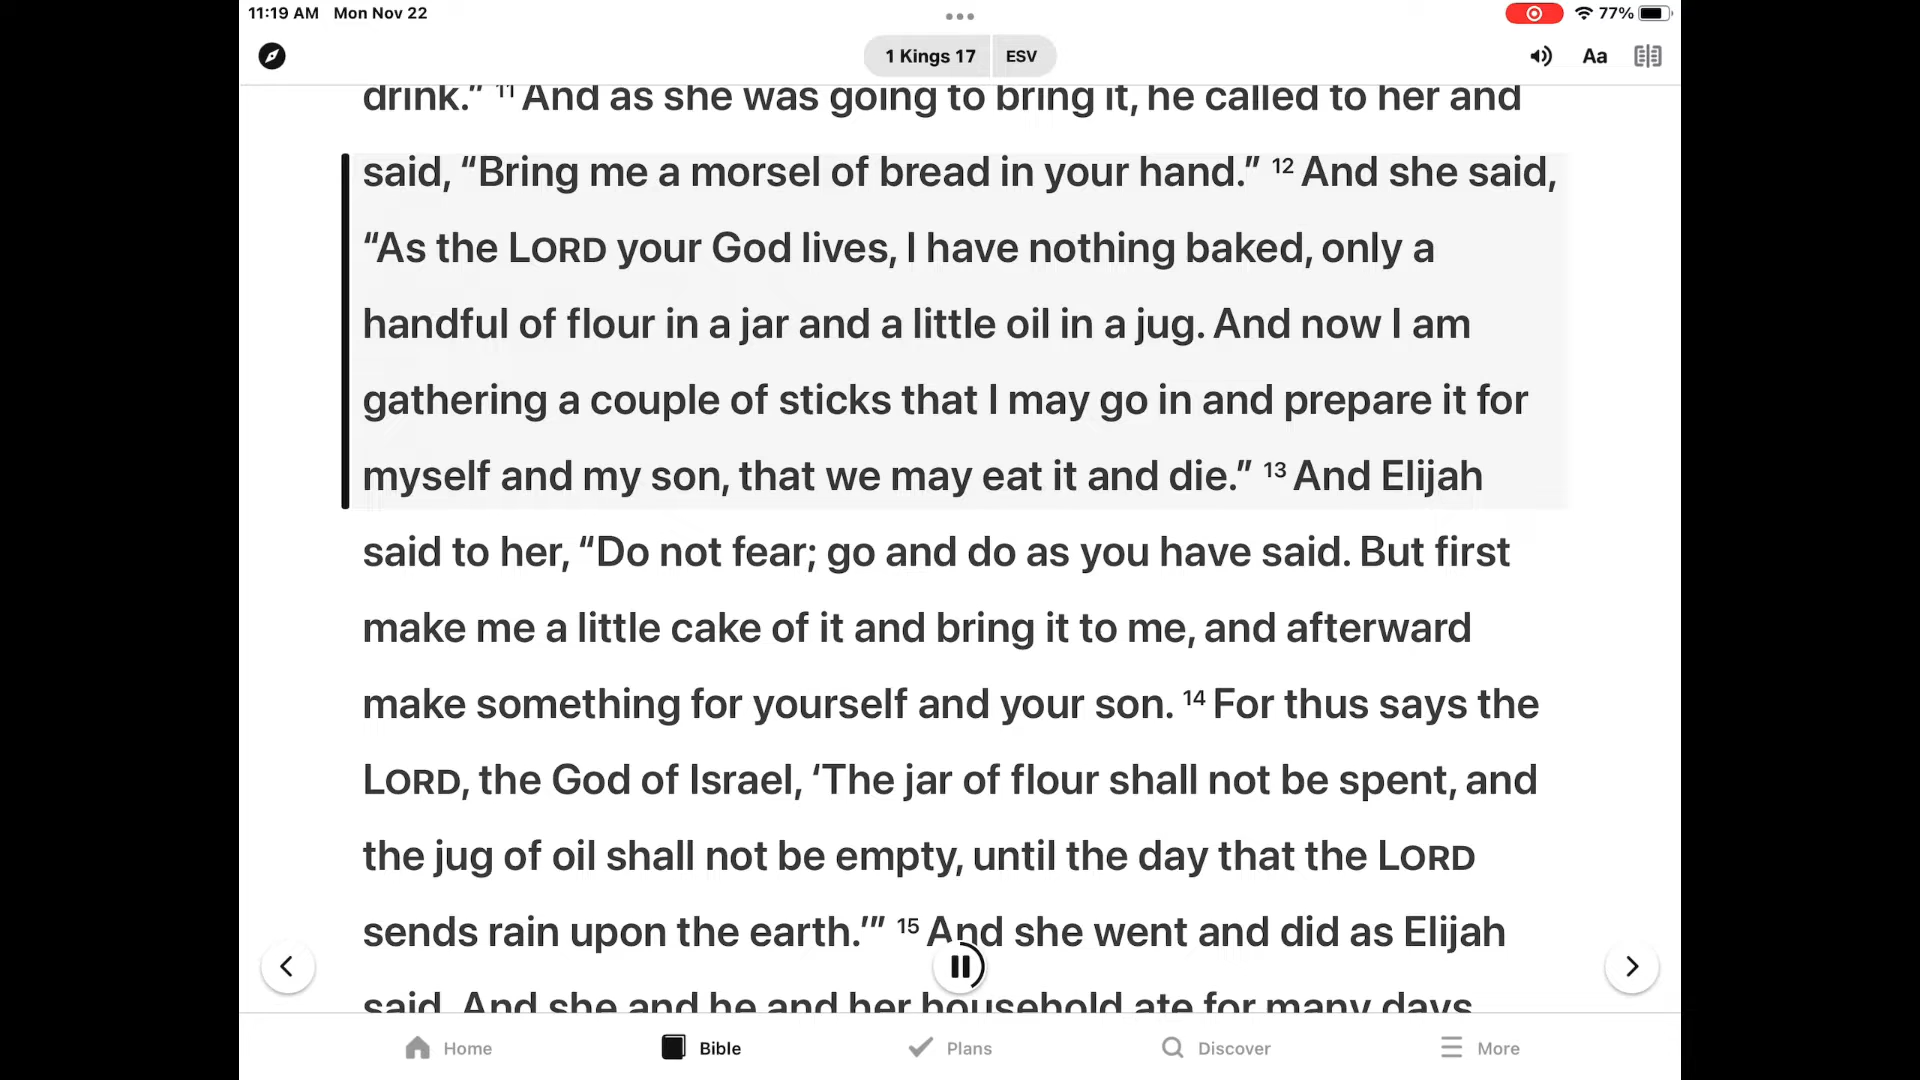 11:19 AM Mon Nov 22
77%
1 Kings 17 ESV
Aa
drink.” 11 And as she was going to bring it, he called to her and
said, “Bring me a morsel of bread in your hand.” 12 And she said,
“As the LORD your God lives, I have nothing baked, only a
handful of flour in a jar and a little oil in a jug. And now I am
gathering a couple of sticks that I may go in and prepare it for
myself and my son, that we may eat it and die.” 13 And Elijah
said to her, “Do not fear; go and do as you have said. But first
make me a little cake of it and bring it to me, and afterward
make something for yourself and your son. 14 For thus says the
LORD, the God of Israel, ‘The jar of flour shall not be spent, and
the jug of oil shall not be empty, until the day that the LORD
sends rain upon the earth.’” 15 And she went and did as Elijah
said. And she and he and her household ate for many days.
Home Bible Plans Discover More